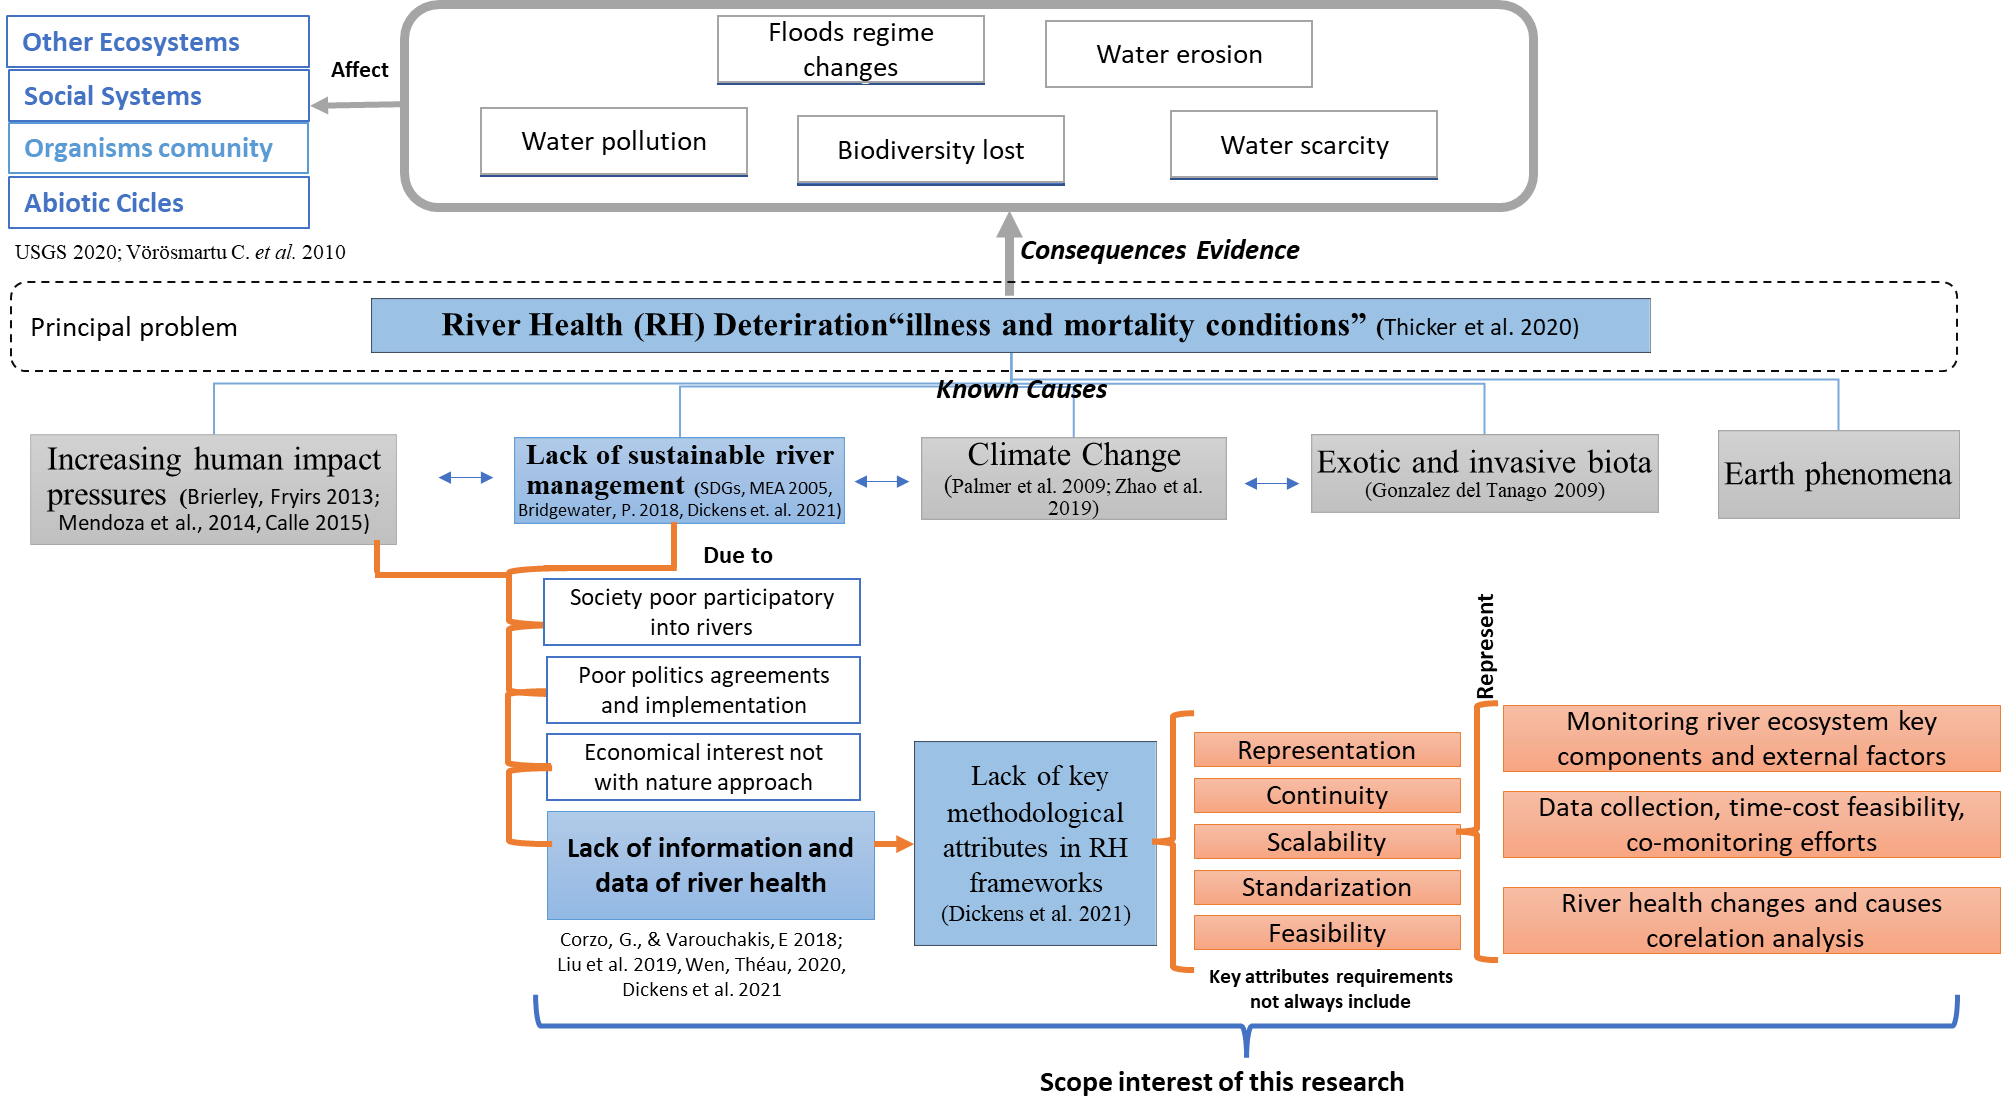 Other Ecosystems
Social Systems
Organisms comunity
Abiotic Cicles
USGS 2020; Vörösmartu C. et al. 2010
Affect
Floods regime
changes
Water erosion
Water pollution
Biodiversity lost
Water scarcity
Consequences Evidence
Principal problem
River Health (RH) Deteriration“illness and mortality conditions” (Thicker et al. 2020)
Known Causes
Increasing human impact
pressures (Brierley, Fryirs 2013;
Mendoza et al., 2014, Calle 2015)
Lack of sustainable river
management (SDGs, MEA 2005,
Bridgewater, P. 2018, Dickens et. al. 2021)
Climate Change
(Palmer et al. 2009; Zhao et al.
2019)
Exotic and invasive biota
(Gonzalez del Tanago 2009)
Earth phenomena
Due to
Society poor participatory
into rivers
Poor politics agreements
and implementation
Economical interest not
with nature approach
Lack of information and
data of river health
Corzo, G., & Varouchakis, E 2018;
Liu et al. 2019, Wen, Théau, 2020,
Dickens et al. 2021
Lack of key
methodological
attributes in RH
frameworks
(Dickens et al. 2021)
Representation
Continuity
Scalability
Standarization
Feasibility
Key attributes requirements
not always include
Represent
Monitoring river ecosystem key
components and external factors
Data collection, time-cost feasibility,
co-monitoring efforts
River health changes and causes
corelation analysis
Scope interest of this research